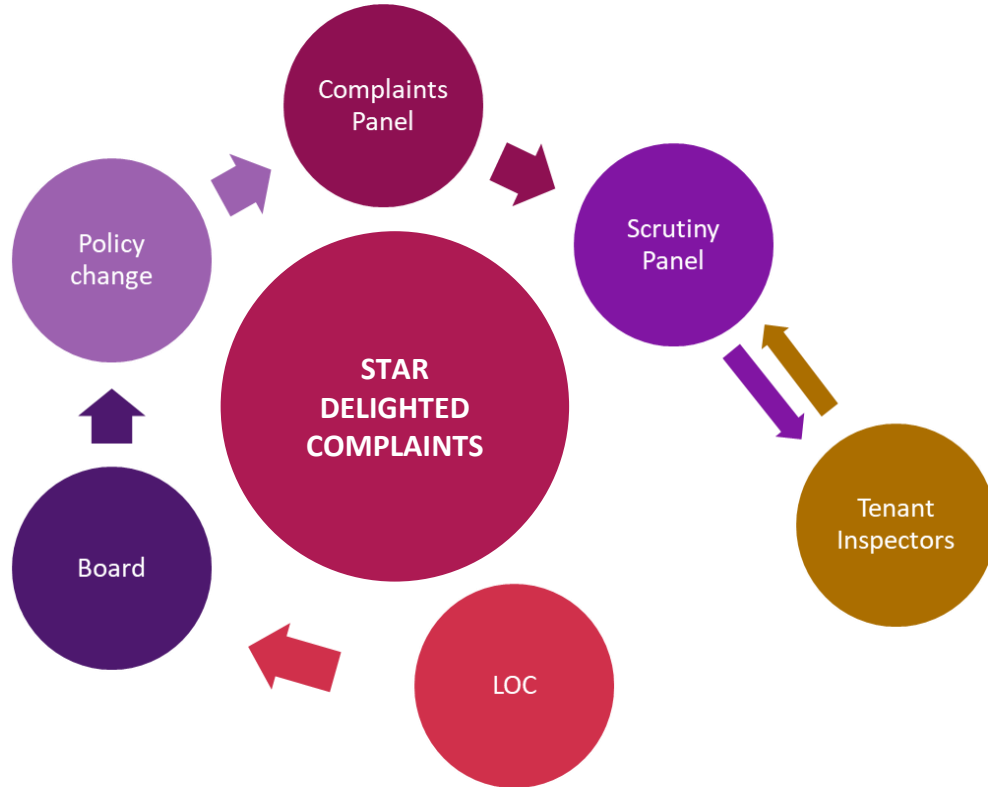 Complaints
Panel
Scrutiny
Panel
Policy
change
STAR
DELIGHTED
COMPLAINTS
Tenant
Inspectors
Board
LOC